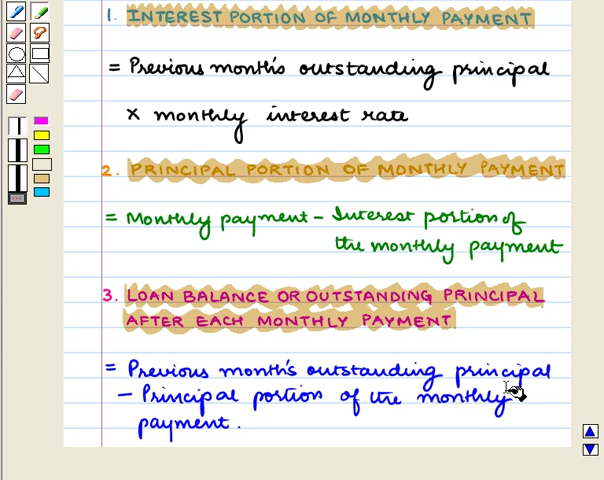 1. INTEREST PORTION OF MONTHLY PAYMENT
= Previous month's outstanding principal
× monthly interest rate
2. PRINCIPAL PORTION OF MONTHLY PAYMENT
= Monthly payment - Interest portion of
the monthly payment
3. LOAN BALANCE OR OUTSTANDING PRINCIPAL
AFTER EACH MONTHLY PAYMENT
= Previous month's outstanding principal
- Principal portion of the monthly
payment.